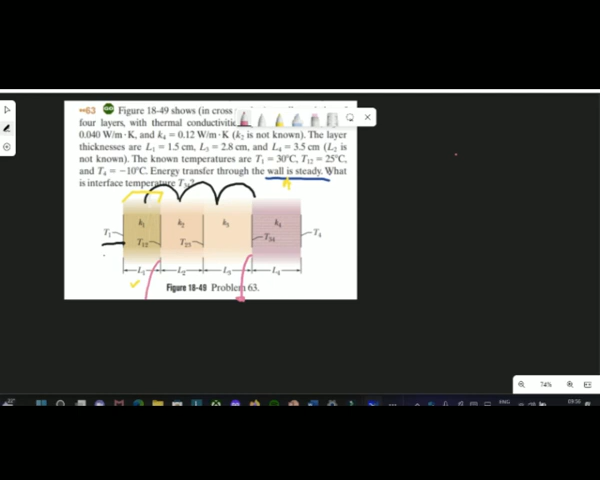 ··63 GO Figure 18-49 shows (in cross
four layers, with thermal
0.040 W/m·K, and k₄ = 0.12 W/m·K (k₂ is not known). The layer
thicknesses are L₁ = 1.5 cm, L₃ = 2.8 cm, and L₄ = 3.5 cm (L₂ is
not known). The known temperatures are T₁ = 30°C, T₁₂ = 25°C,
and T₄ = −10°C. Energy transfer through the wall is steady. What
is interface temperature T₃₄?
k₁ k₂ k₃ k₄
T₁ T₁₂ T₂₃ T₃₄ T₄
L₁ L₂ L₃ L₄
Figure 18-49 Problem 63.
74%
ENG
09:56